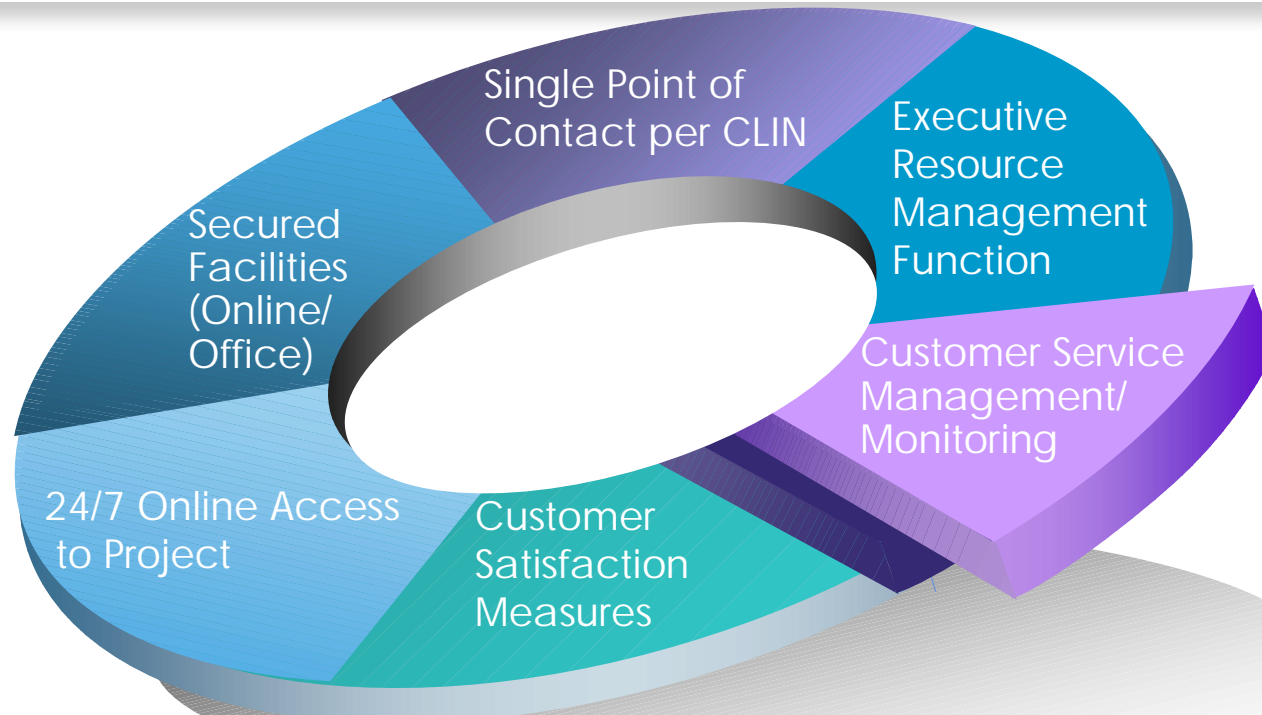 Single Point of
Contact per CLIN
Executive
Resource
Management
Function
Secured
Facilities
(Online/
Office)
Customer Service
Management/
Monitoring
24/7 Online Access
to Project
Customer
Satisfaction
Measures